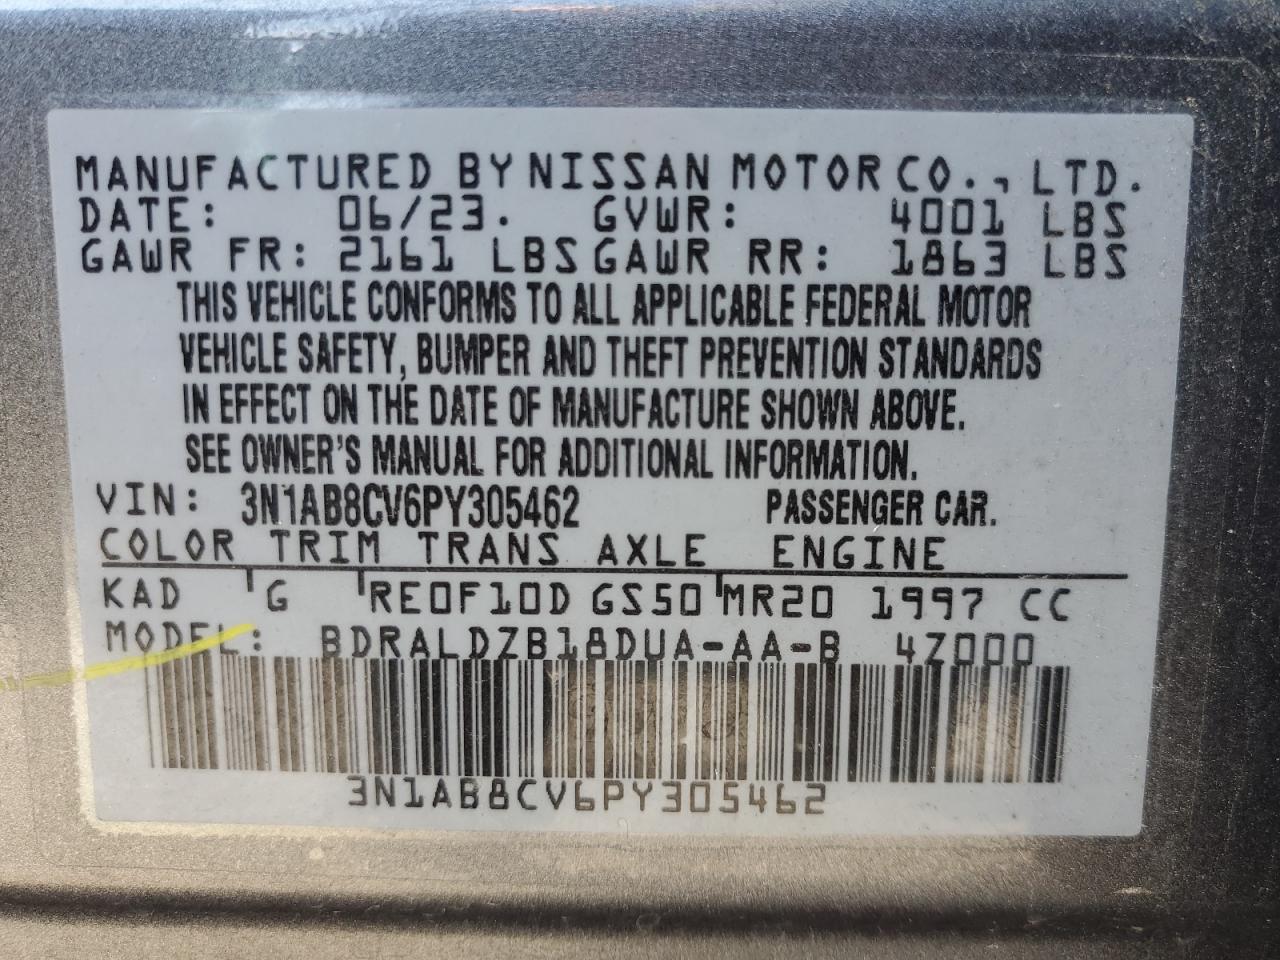 MANUFACTURED BY NISSAN MOTOR CO., LTD.
DATE: 06/23. GVWR: 4001 LBS
GAWR FR: 2161 LBS GAWR RR: 1863 LBS
THIS VEHICLE CONFORMS TO ALL APPLICABLE FEDERAL MOTOR
VEHICLE SAFETY, BUMPER AND THEFT PREVENTION STANDARDS
IN EFFECT ON THE DATE OF MANUFACTURE SHOWN ABOVE.
SEE OWNER'S MANUAL FOR ADDITIONAL INFORMATION.
VIN: 3N1AB8CV6PY305462 PASSENGER CAR.
COLOR TRIM TRANS AXLE ENGINE
KAD G RE0F10D GS50 MR20 1997 CC
MODEL: BDRALDZB18DUA-AA-B 4Z000
3N1AB8CV6PY305462